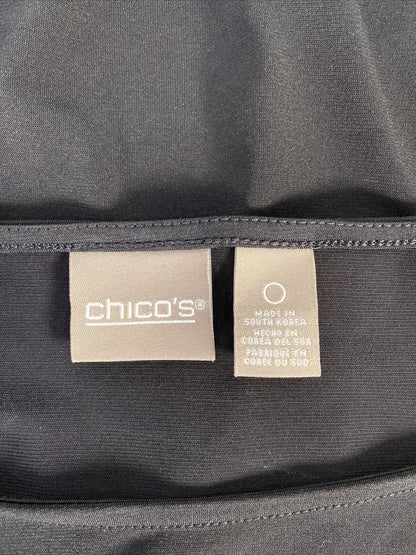 chico's®
0
MADE IN
SOUTH KOREA
HECHO EN
COREA DEL SUR
FABRIQUÉ EN
CORÉE DU SUD